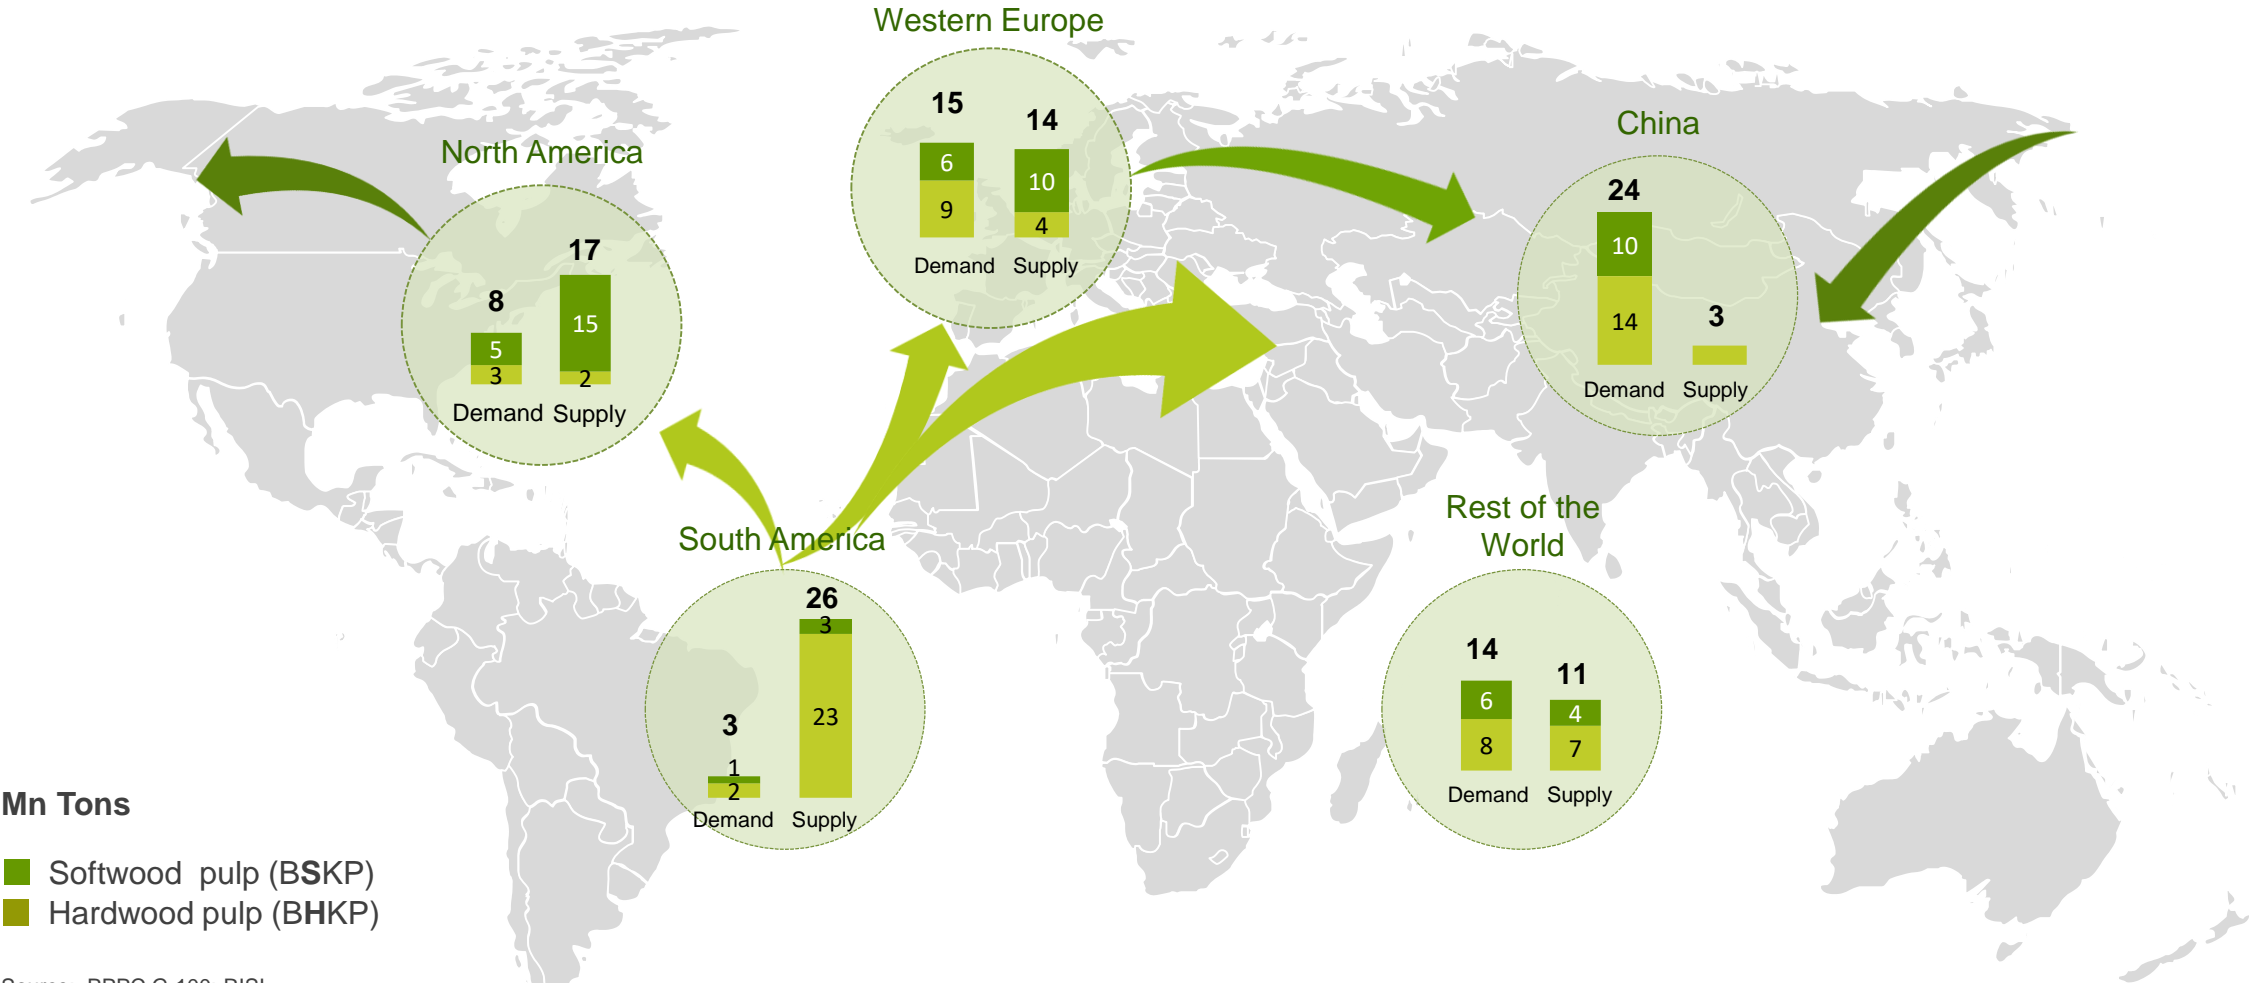 Western Europe
15
14
6
10
9
4
Demand Supply
North America
17
8
15
5
3
2
Demand Supply
China
24
10
14
3
Demand Supply
South America
26
3
23
3
1
2
Demand Supply
Rest of the
World
14
11
6
4
8
7
Demand Supply
Mn Tons
Softwood pulp (BSKP)
Hardwood pulp (BHKP)